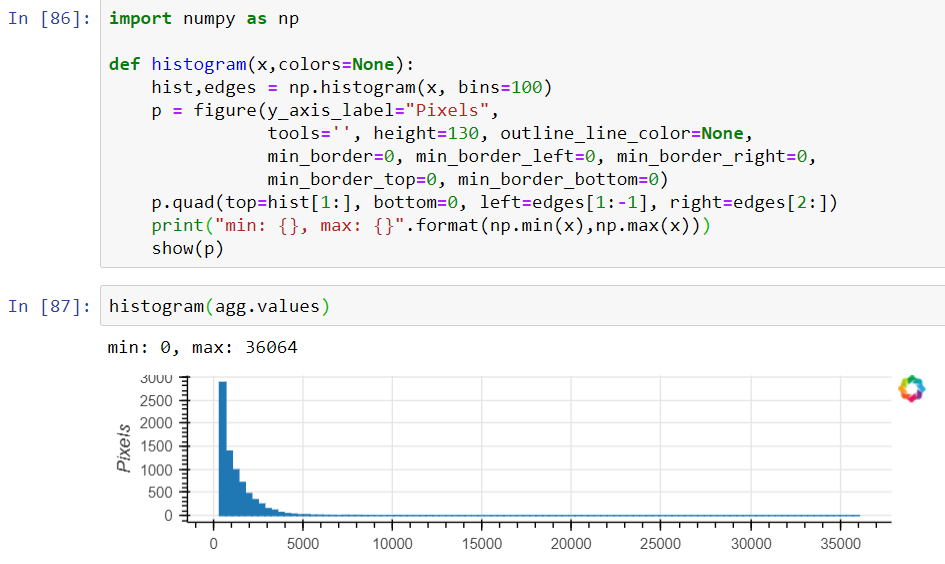 In [86]: import numpy as np
def histogram(x,colors=None):
hist,edges = np.histogram(x, bins=100)
p = figure(y_axis_label="Pixels",
tools='', height=130, outline_line_color=None,
min_border=0, min_border_left=0, min_border_right=0,
min_border_top=0, min_border_bottom=0)
p.quad(top=hist[1:], bottom=0, left=edges[1:-1], right=edges[2:])
print("min: {}, max: {}".format(np.min(x),np.max(x)))
show(p)
In [87]: histogram(agg.values)
min: 0, max: 36064
3000
2500
2000
1500
1000
500
0
Pixels
0 5000 10000 15000 20000 25000 30000 35000